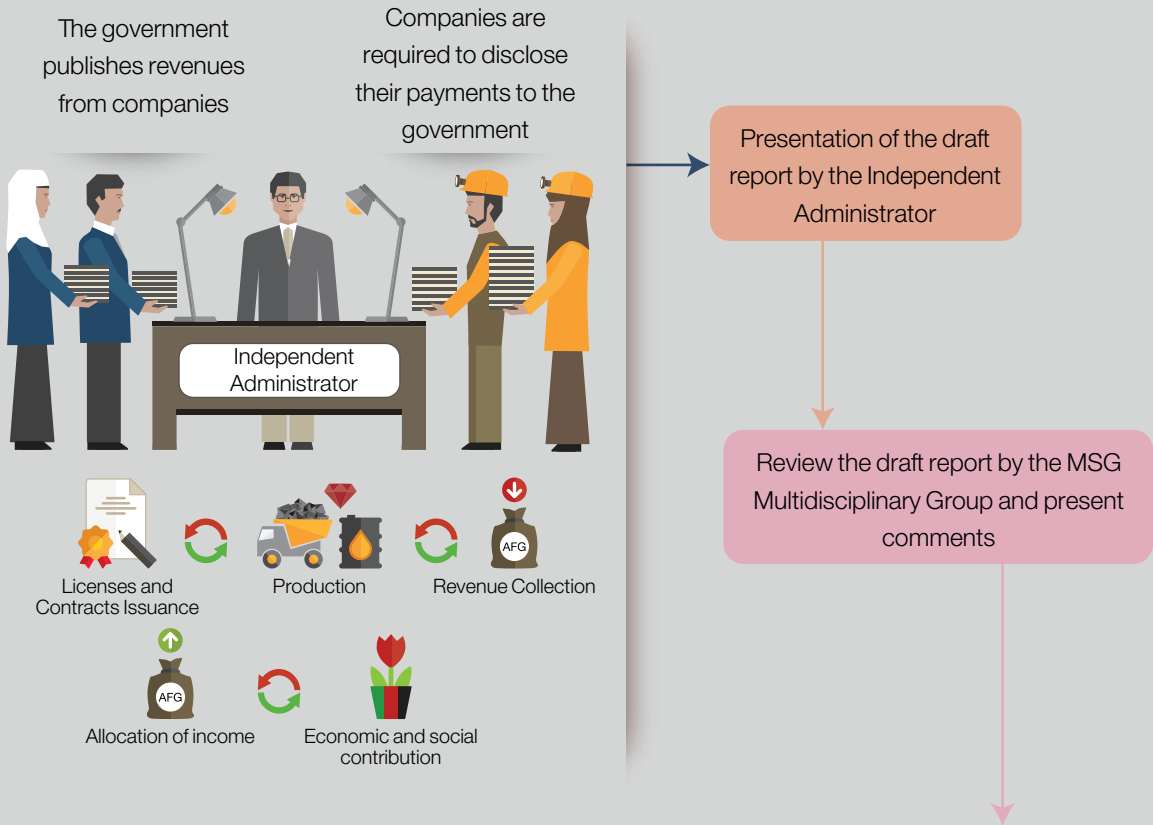 The government
publishes revenues
from companies
Companies are
required to disclose
their payments to the
government
Independent
Administrator
Licenses and
Contracts Issuance
Production
AFG
Revenue Collection
AFG
Allocation of income
Economic and social
contribution
Presentation of the draft
report by the Independent
Administrator
Review the draft report by the MSG
Multidisciplinary Group and present
comments